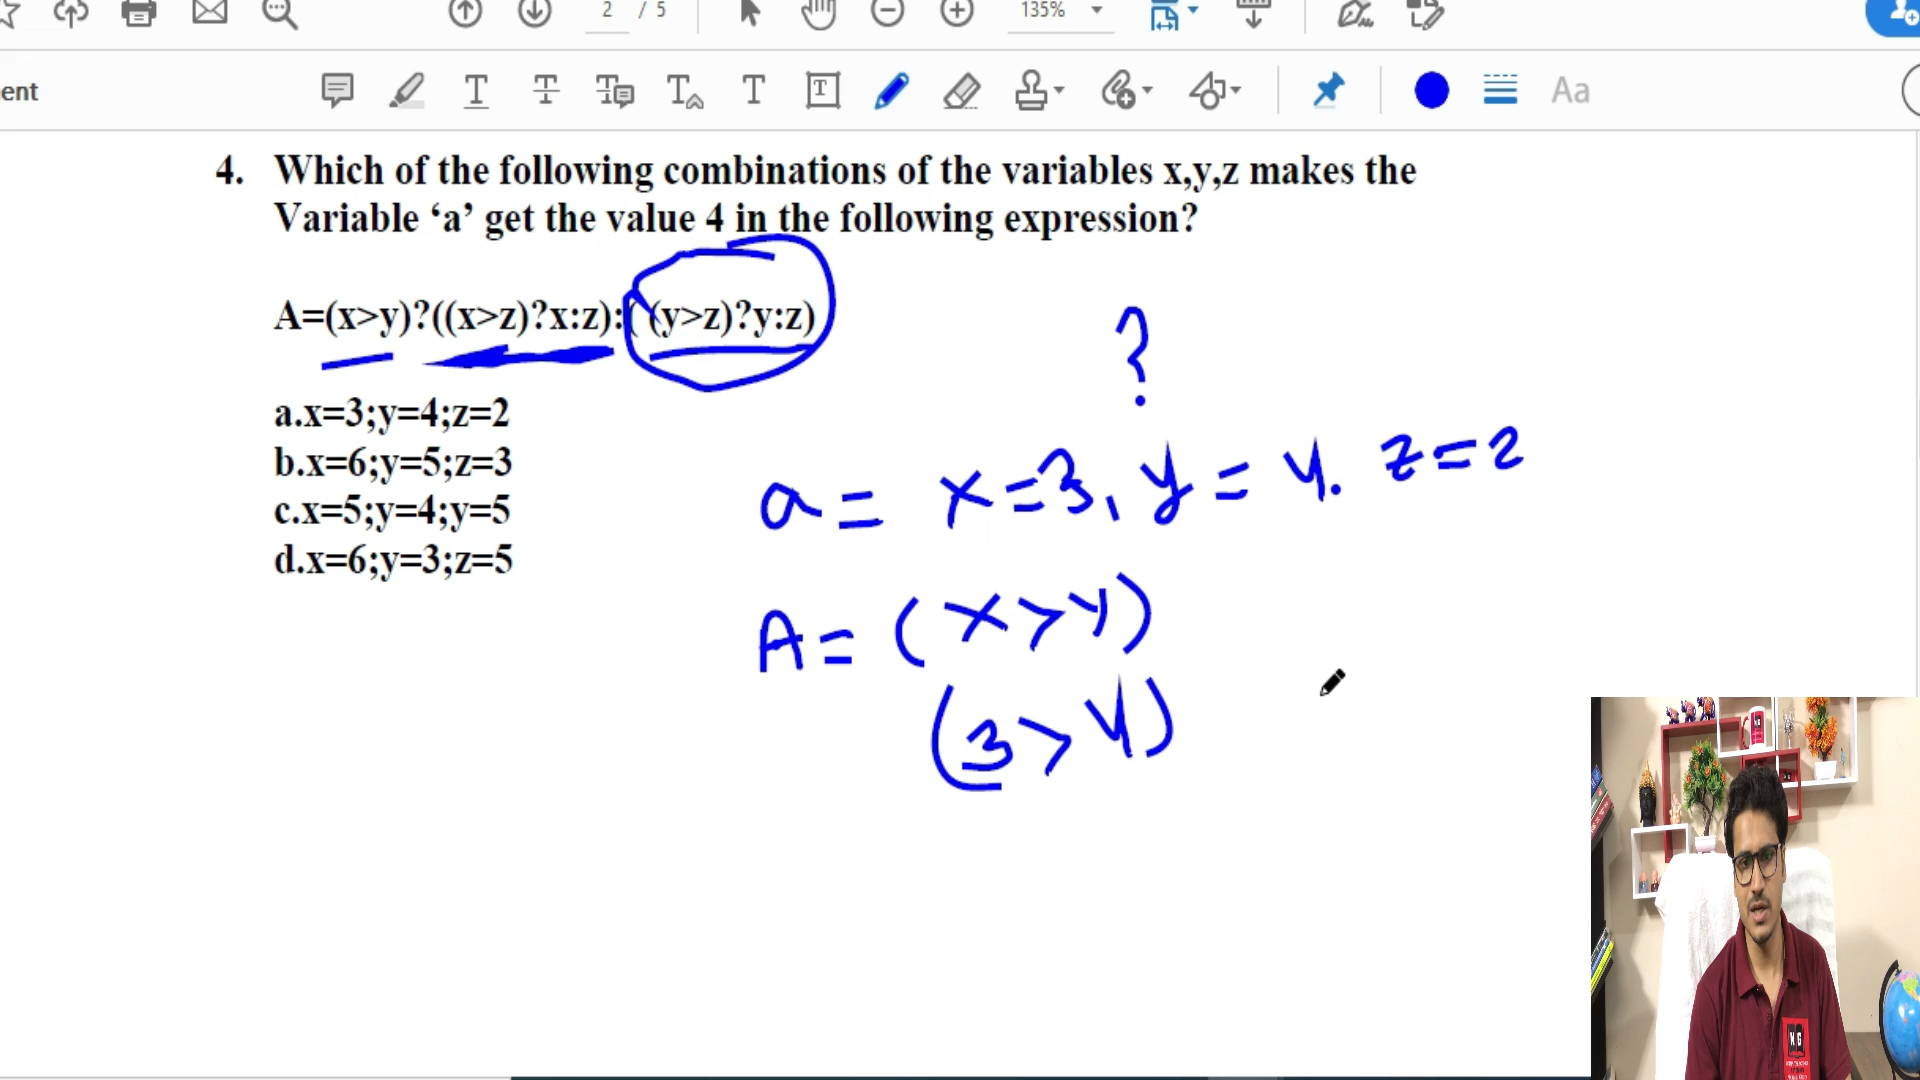 2 / 5
135%
ent
T
T
T
T
T
T
Aa
4. Which of the following combinations of the variables x,y,z makes the
Variable ‘a’ get the value 4 in the following expression?
A=(x>y)?((x>z)?x:z):( (y>z)?y:z)
?
a.x=3;y=4;z=2
b.x=6;y=5;z=3
c.x=5;y=4;y=5
d.x=6;y=3;z=5
a = x=3, y = 4. z=2
A= (x>y)
(3>4)